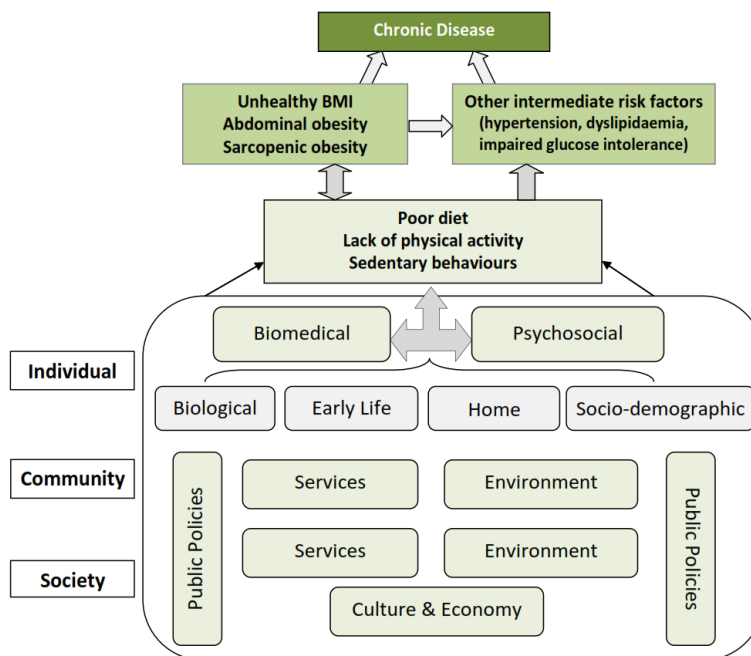 Chronic Disease
Unhealthy BMI
Abdominal obesity
Sarcopenic obesity
Other intermediate risk factors
(hypertension, dyslipidaemia,
impaired glucose intolerance)
Poor diet
Lack of physical activity
Sedentary behaviours
Biomedical
Psychosocial
Individual
Biological
Early Life
Home
Socio-demographic
Community
Public Policies
Services
Environment
Public Policies
Services
Environment
Society
Culture & Economy